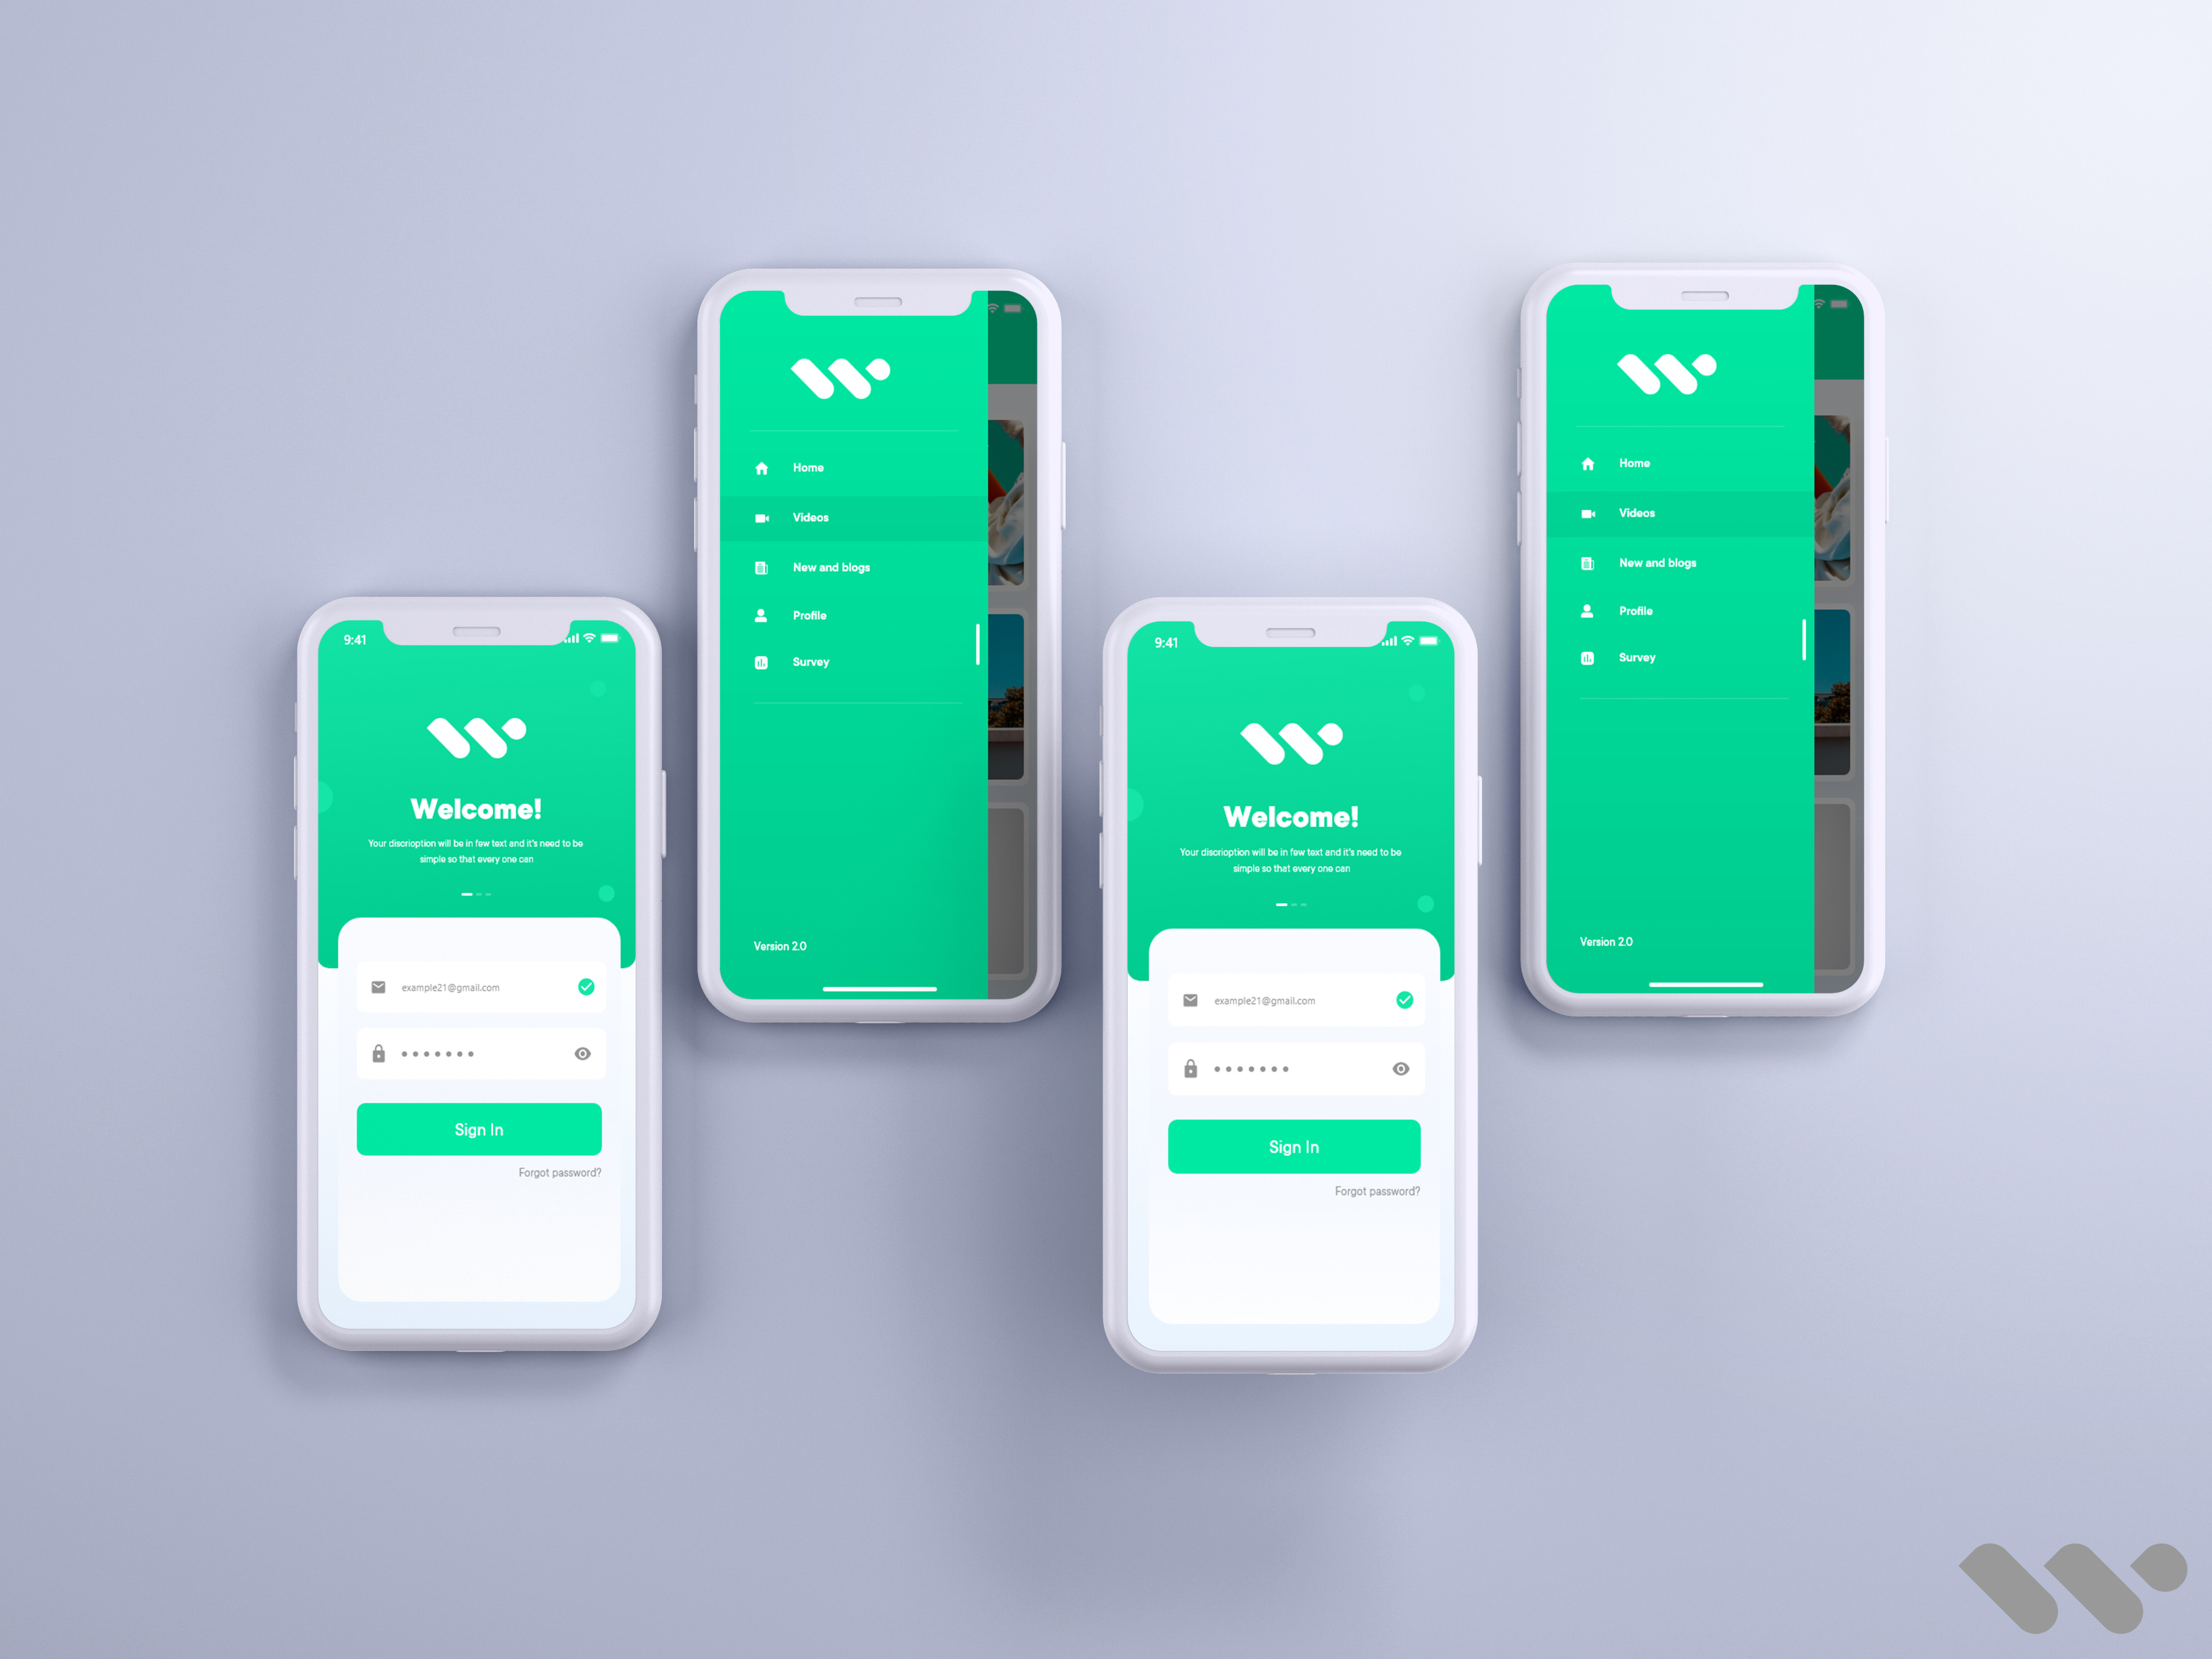 9:41
Welcome!
Your discrioption will be in few text and it's need to be
simple so that every one can
example21@gmail.com
Sign In
Forgot password?
Home
Videos
New and blogs
Profile
Survey
Version 2.0
9:41
Welcome!
Your discrioption will be in few text and it's need to be
simple so that every one can
example21@gmail.com
Sign In
Forgot password?
Home
Videos
New and blogs
Profile
Survey
Version 2.0